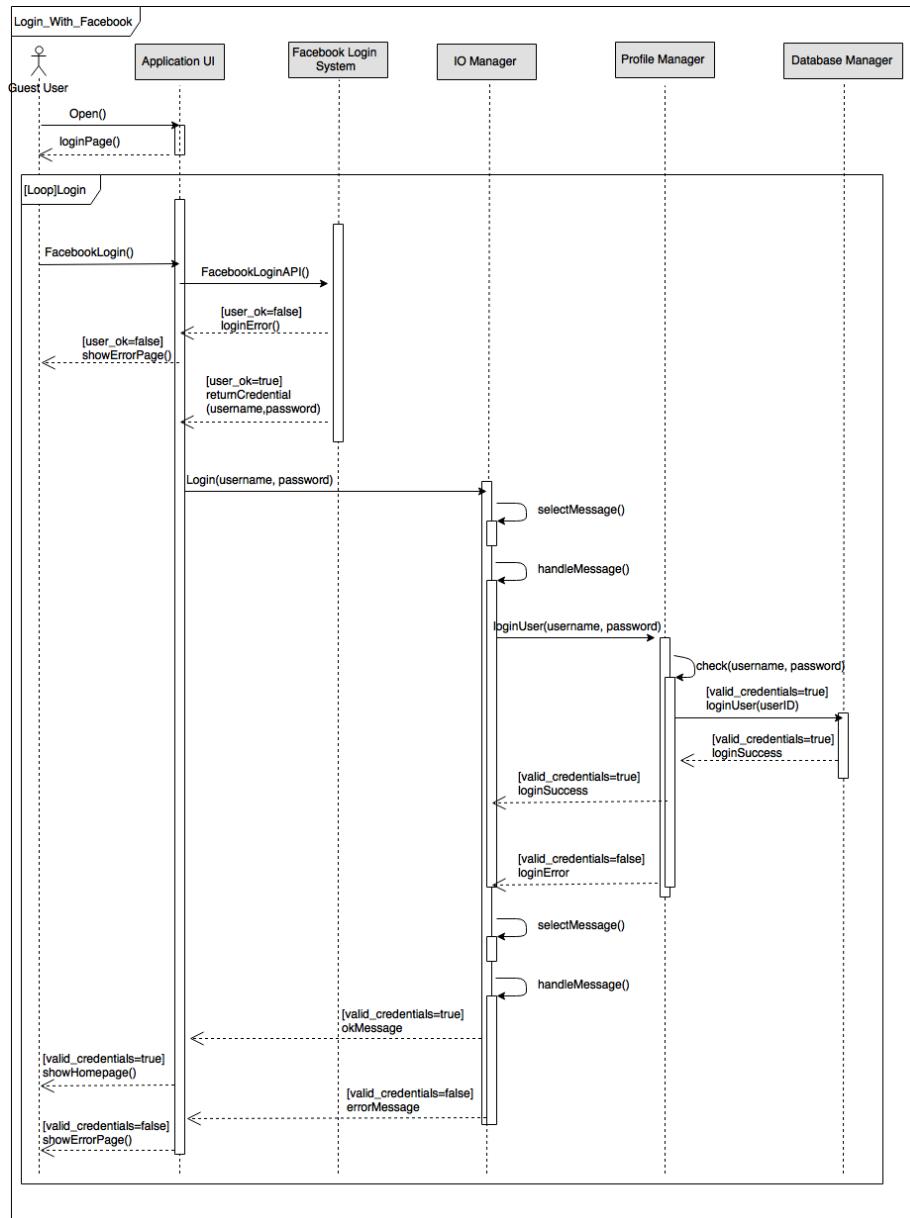 Login_With_Facebook
Guest User
Application UI
Facebook Login
System
IO Manager
Profile Manager
Database Manager
Open()
loginPage()
[Loop]Login
FacebookLogin()
FacebookLoginAPI()
[user_ok=false]
loginError()
[user_ok=false]
showErrorPage()
[user_ok=true]
returnCredential
(username,password)
Login(username, password)
selectMessage()
handleMessage()
loginUser(username, password)
check(username, password)
[valid_credentials=true]
loginUser(userID)
[valid_credentials=true]
loginSuccess
[valid_credentials=true]
loginSuccess
[valid_credentials=false]
loginError
selectMessage()
handleMessage()
[valid_credentials=true]
okMessage
[valid_credentials=true]
showHomepage()
[valid_credentials=false]
errorMessage
[valid_credentials=false]
showErrorPage()